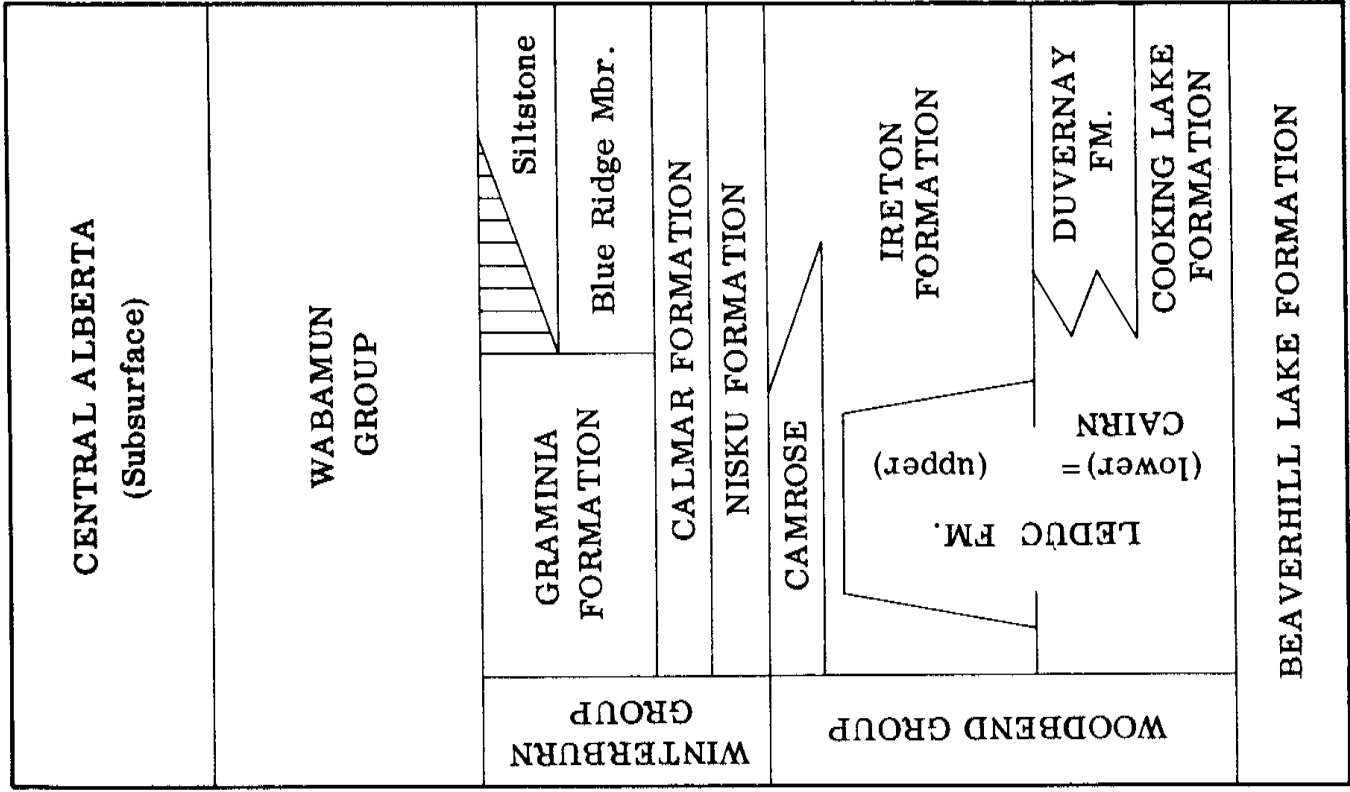 CENTRAL ALBERTA
(Subsurface)
WABAMUN
GROUP
WINTERBURN
GROUP
GRAMINIA
FORMATION
Siltstone
Blue Ridge Mbr.
CALMAR FORMATION
NISKU FORMATION
WOODBEND GROUP
CAMROSE
IRETON
FORMATION
LEDUC FM.
(upper)
(lower)=
CAIRN
DUVERNAY
FM.
COOKING LAKE
FORMATION
BEAVERHILL LAKE FORMATION